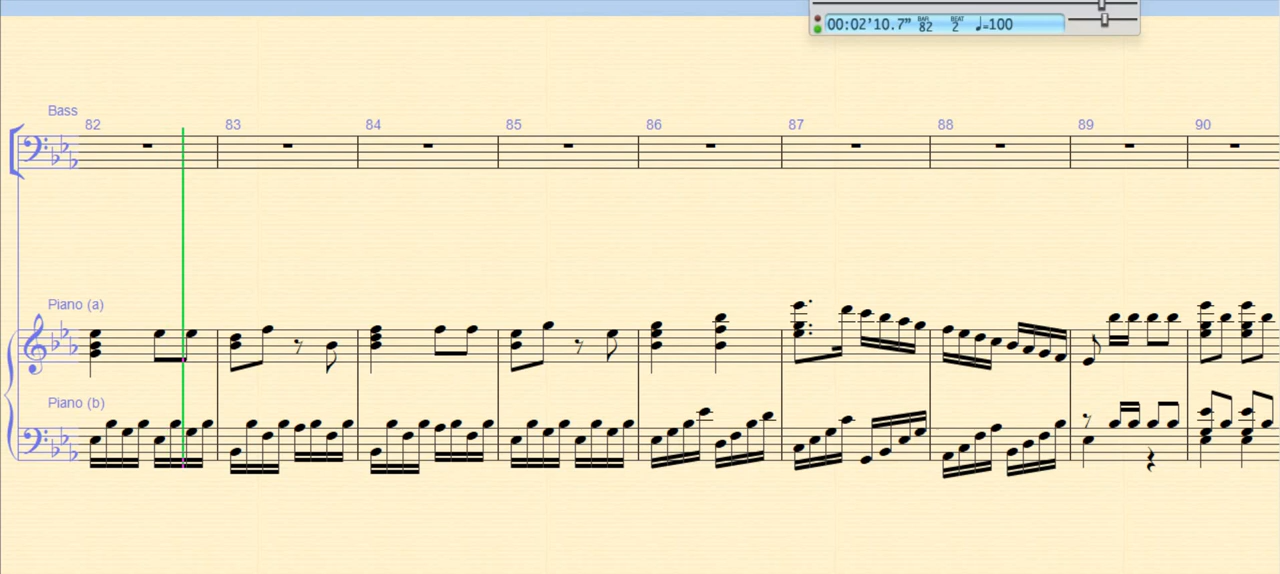 00:02'10.7" BAR 82 BEAT 2 ♩=100
Bass
82 83 84 85 86 87 88 89 90
Piano (a)
Piano (b)